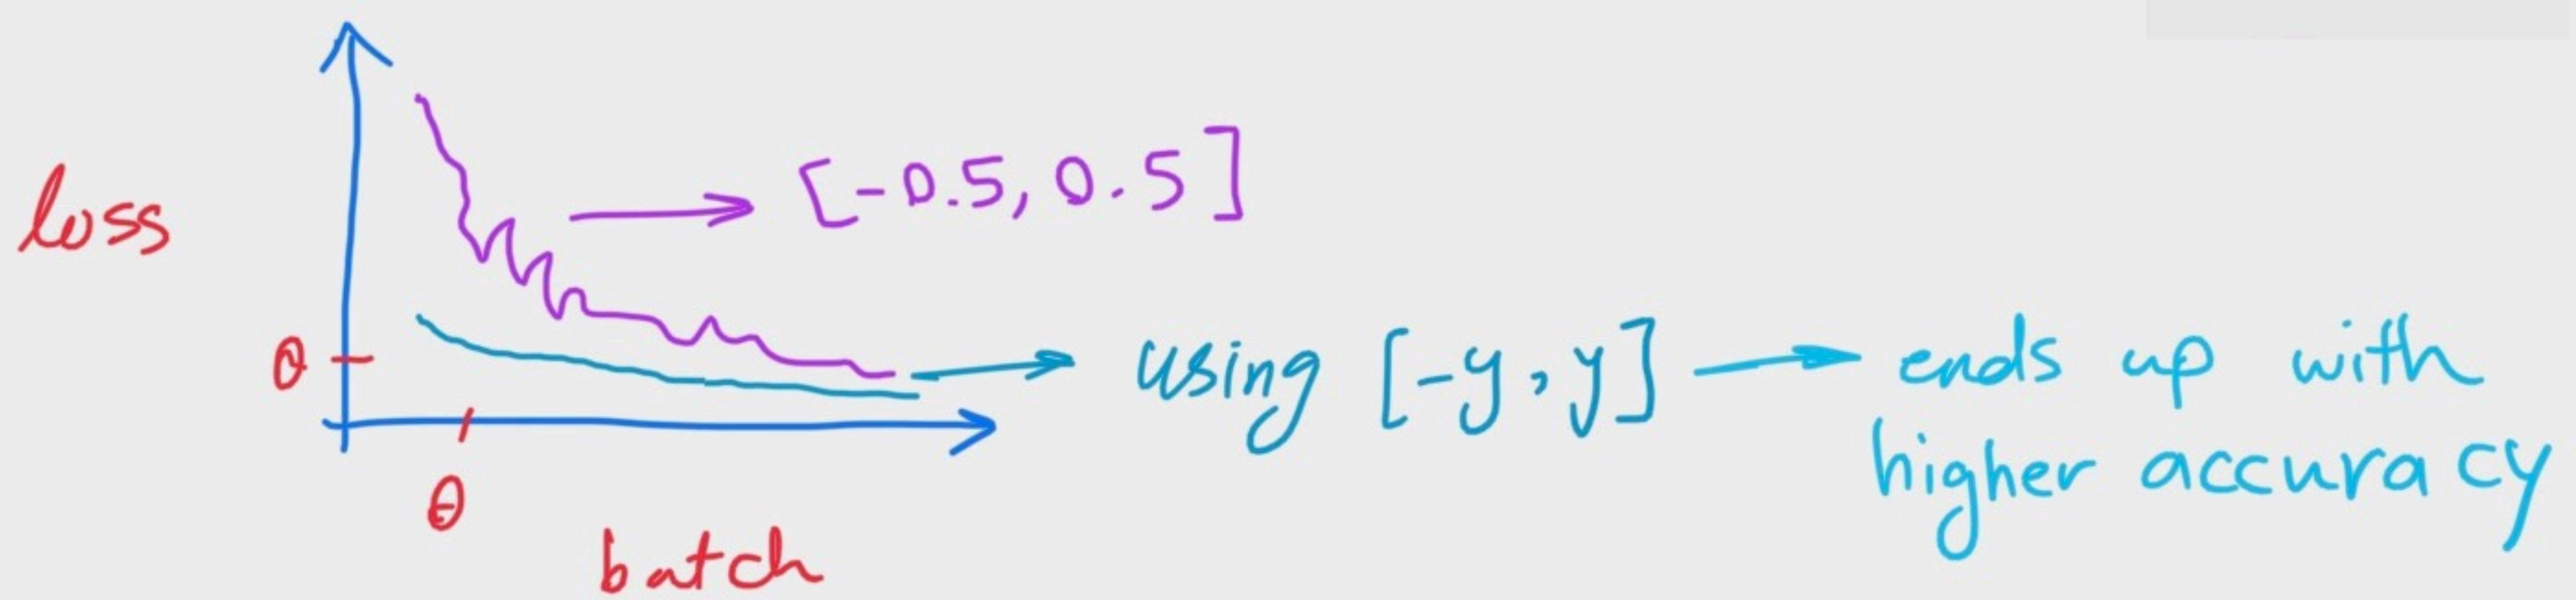 loss
[-0.5, 0.5]
0
using [-y, y]
ends up with
higher accuracy
0
batch